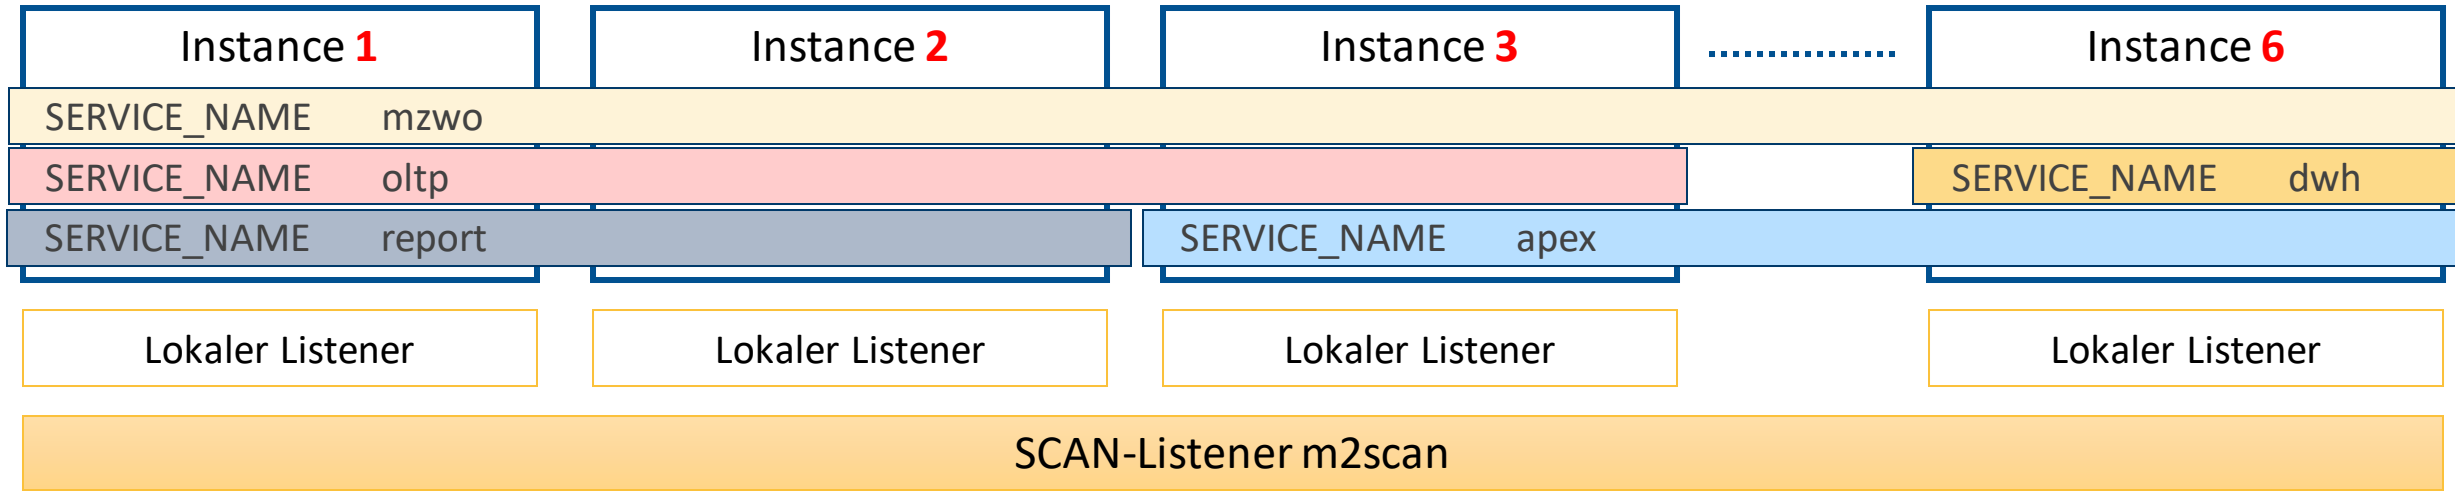 Instance 1 Instance 2 Instance 3 ................ Instance 6
SERVICE_NAME mzwo
SERVICE_NAME oltp SERVICE_NAME dwh
SERVICE_NAME report SERVICE_NAME apex
Lokaler Listener Lokaler Listener Lokaler Listener Lokaler Listener
SCAN-Listener m2scan